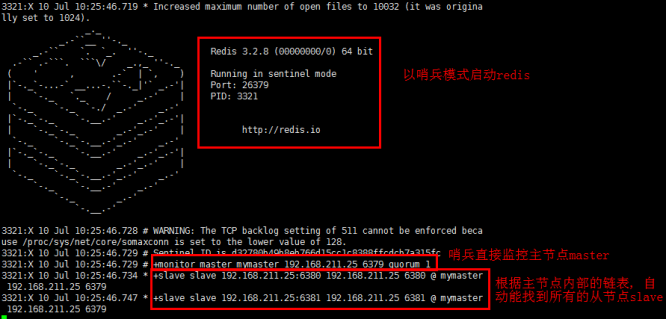 3321:X 10 Jul 10:25:46.719 * Increased maximum number of open files to 10032 (it was origina
lly set to 1024).
Redis 3.2.8 (00000000/0) 64 bit
Running in sentinel mode
Port: 26379
PID: 3321
http://redis.io
以哨兵模式启动redis
3321:X 10 Jul 10:25:46.728 # WARNING: The TCP backlog setting of 511 cannot be enforced beca
use /proc/sys/net/core/somaxconn is set to the lower value of 128.
3321:X 10 Jul 10:25:46.729 # Sentinel ID is
哨兵直接监控主节点master
3321:X 10 Jul 10:25:46.729 # +monitor master mymaster 192.168.211.25 6379 quorum 1
3321:X 10 Jul 10:25:46.734 * +slave slave 192.168.211.25:6380 192.168.211.25 6380 @ mymaster
192.168.211.25 6379
3321:X 10 Jul 10:25:46.747 * +slave slave 192.168.211.25:6381 192.168.211.25 6381 @ mymaster
192.168.211.25 6379
根据主节点内部的链表, 自
动能找到所有的从节点slave